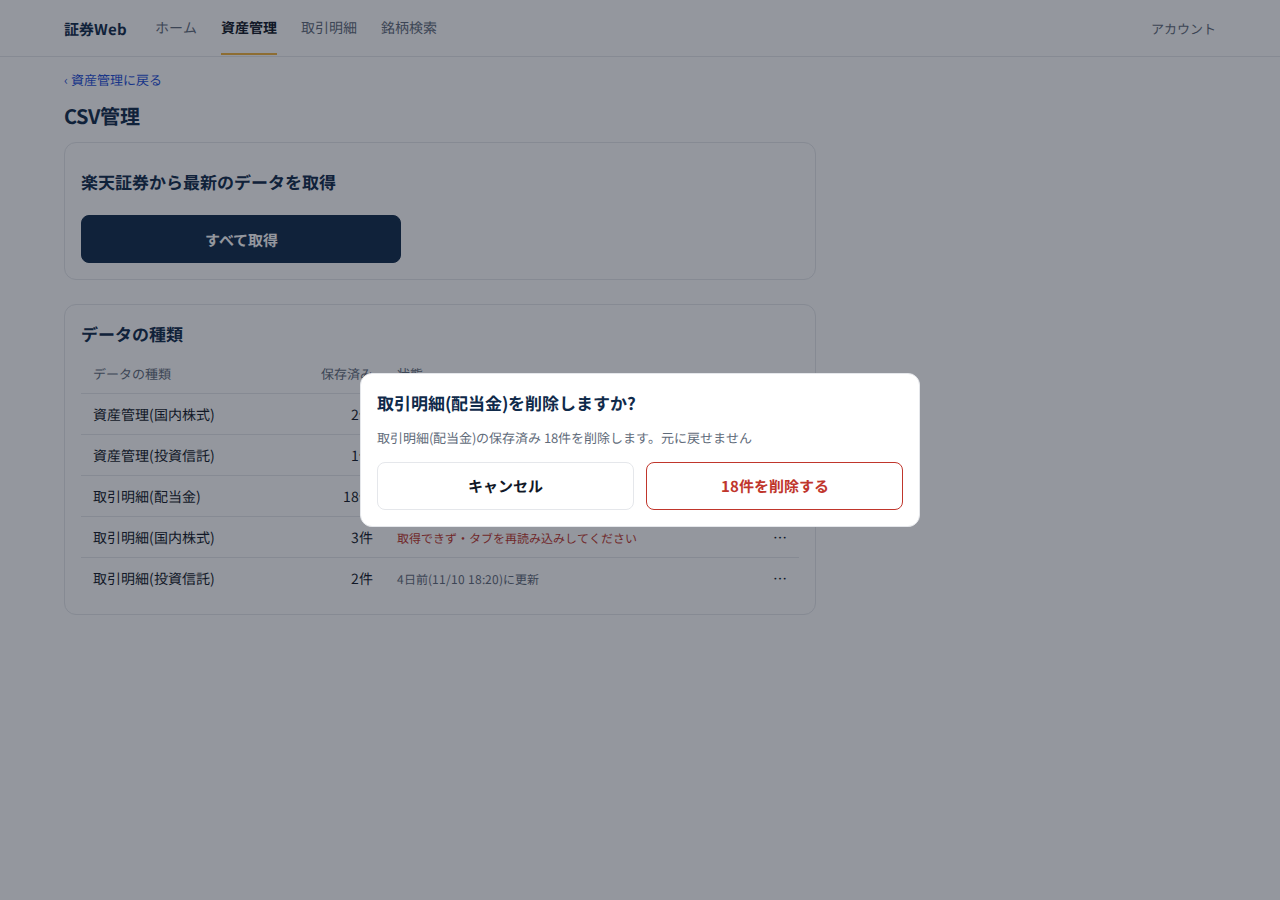 証券Web ホーム 資産管理 取引明細 銘柄検索 アカウント
‹ 資産管理に戻る
CSV管理
楽天証券から最新のデータを取得
すべて取得
データの種類
データの種類 保存済み 状態
資産管理(国内株式) 2
資産管理(投資信託) 1
取引明細(配当金) 18
取引明細(配当金)を削除しますか?
取引明細(配当金)の保存済み 18件を削除します。元に戻せません
キャンセル 18件を削除する
取引明細(国内株式) 3件 取得できず・タブを再読み込みしてください …
取引明細(投資信託) 2件 4日前(11/10 18:20)に更新 …